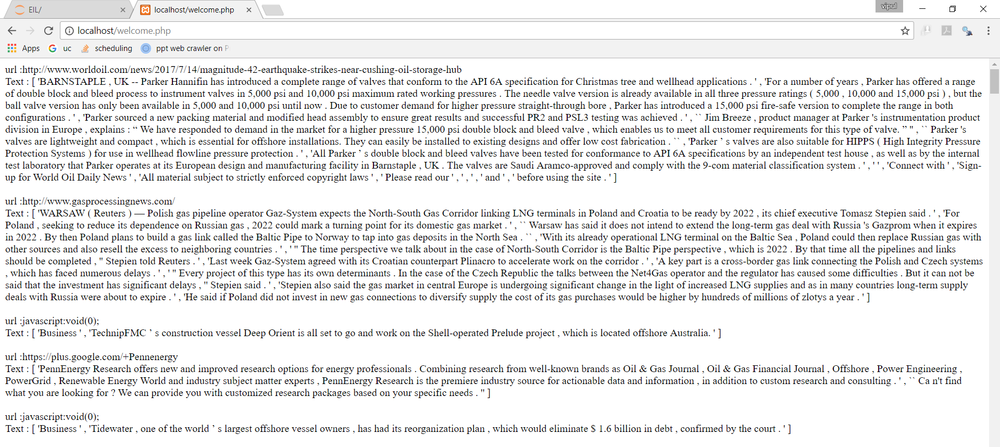 EIL/
localhost/welcome.php
vipul
localhost/welcome.php
Apps
uc
scheduling
ppt web crawler on P
url :http://www.worldoil.com/news/2017/7/14/magnitude-42-earthquake-strikes-near-cushing-oil-storage-hub
Text : [ 'BARNSTAPLE , UK -- Parker Hannifin has introduced a complete range of valves that conform to the API 6A specification for Christmas tree and wellhead applications . ' , 'For a number of years , Parker has offered a range
of double block and bleed process to instrument valves in 5,000 psi and 10,000 psi maximum rated working pressures . The needle valve version is already available in all three pressure ratings ( 5,000 , 10,000 and 15,000 psi ) , but the
ball valve version has only been available in 5,000 and 10,000 psi until now . Due to customer demand for higher pressure straight-through bore , Parker has introduced a 15,000 psi fire-safe version to complete the range in both
configurations . ' , 'Parker sourced a new packing material and modified head assembly to ensure great results and successful PR2 and PSL3 testing was achieved . ' , `` Jim Breeze , product manager at Parker 's instrumentation product
division in Europe , explains : “ We have responded to demand in the market for a higher pressure 15,000 psi double block and bleed valve , which enables us to meet all customer requirements for this type of valve. ” '' , `` Parker 's
valves are lightweight and compact , which is essential for offshore installations. They can easily be installed to existing designs and offer low cost fabrication . `` , 'Parker ’ s valves are also suitable for HIPPS ( High Integrity Pressure
Protection Systems ) for use in wellhead flowline pressure protection . ' , 'All Parker ’ s double block and bleed valves have been tested for conformance to API 6A specifications by an independent test house , as well as by the internal
test laboratory that Parker operates at its European design and manufacturing facility in Barnstaple , UK . The valves are Saudi Aramco-approved and comply with the 9-com material classification system . ' , ' ' , 'Connect with ' , 'Sign-
up for World Oil Daily News ' , 'All material subject to strictly enforced copyright laws ' , ' Please read our ' , ' , ' , ' , ' and ' , ' before using the site . ' ]
url :http://www.gasprocessingnews.com/
Text : [ 'WARSAW ( Reuters ) — Polish gas pipeline operator Gaz-System expects the North-South Gas Corridor linking LNG terminals in Poland and Croatia to be ready by 2022 , its chief executive Tomasz Stepien said . ' , 'For
Poland , seeking to reduce its dependence on Russian gas , 2022 could mark a turning point for its domestic gas market . ' , `` Warsaw has said it does not intend to extend the long-term gas deal with Russia 's Gazprom when it expires
in 2022 . By then Poland plans to build a gas link called the Baltic Pipe to Norway to tap into gas deposits in the North Sea . `` , 'With its already operational LNG terminal on the Baltic Sea , Poland could then replace Russian gas with
other sources and also resell the excess to neighboring countries . ' , ' '' The time perspective we talk about in the case of North-South Corridor is the Baltic Pipe perspective , which is 2022 . By that time all the pipelines and links
should be completed , '' Stepien told Reuters . ' , 'Last week Gaz-System agreed with its Croatian counterpart Plinacro to accelerate work on the corridor . ' , 'A key part is a cross-border gas link connecting the Polish and Czech systems
, which has faced numerous delays . ' , ' '' Every project of this type has its own determinants . In the case of the Czech Republic the talks between the Net4Gas operator and the regulator has caused some difficulties . But it can not be
said that the investment has significant delays , '' Stepien said . ' , 'Stepien also said the gas market in central Europe is undergoing significant change in the light of increased LNG supplies and as in many countries long-term supply
deals with Russia were about to expire . ' , 'He said if Poland did not invest in new gas connections to diversify supply the cost of its gas purchases would be higher by hundreds of millions of zlotys a year . ' ]
url :javascript:void(0);
Text : [ 'Business ' , 'TechnipFMC ’ s construction vessel Deep Orient is all set to go and work on the Shell-operated Prelude project , which is located offshore Australia. ' ]
url :https://plus.google.com/+Pennenergy
Text : [ 'PennEnergy Research offers new and improved research options for energy professionals . Combining research from well-known brands as Oil & Gas Journal , Oil & Gas Financial Journal , Offshore , Power Engineering ,
PowerGrid , Renewable Energy World and industry subject matter experts , PennEnergy Research is the premiere industry source for actionable data and information , in addition to custom research and consulting . ' , `` Ca n't find
what you are looking for ? We can provide you with customized research packages based on your specific needs . '' ]
url :javascript:void(0);
Text : [ 'Business ' , 'Tidewater , one of the world ’ s largest offshore vessel owners , has had its reorganization plan , which would eliminate $ 1.6 billion in debt , confirmed by the court . ' ]